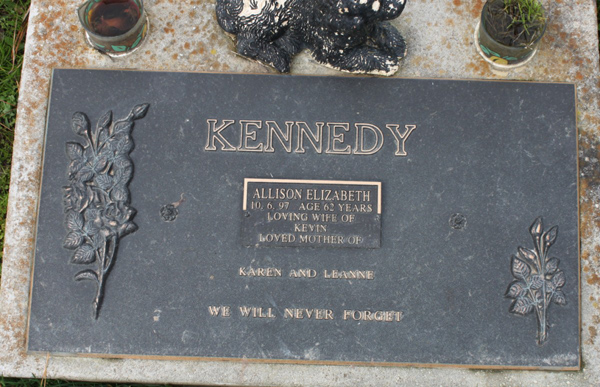 KENNEDY
ALLISON ELIZABETH
10. 6. 97 AGE 62 YEARS
LOVING WIFE OF
KEVIN
LOVED MOTHER OF
KAREN AND LEANNE
WE WILL NEVER FORGET